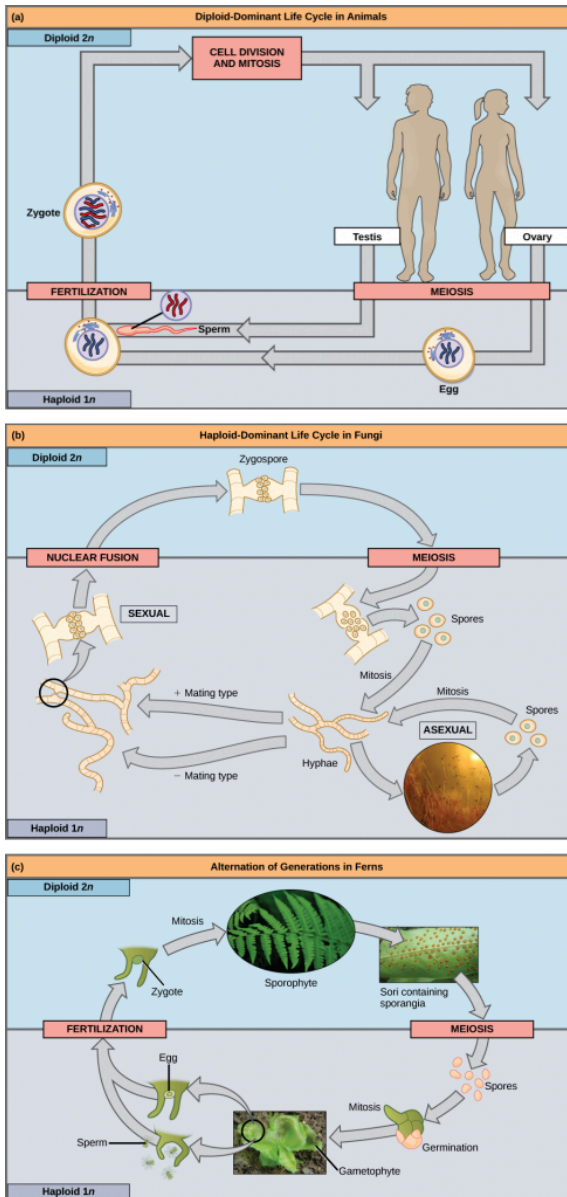 (a) Diploid-Dominant Life Cycle in Animals
Diploid 2n
CELL DIVISION
AND MITOSIS
Zygote
Testis
Ovary
FERTILIZATION
MEIOSIS
Sperm
Egg
Haploid 1n
(b) Haploid-Dominant Life Cycle in Fungi
Diploid 2n
Zygospore
NUCLEAR FUSION
MEIOSIS
SEXUAL
Spores
Mitosis
+ Mating type
Mitosis
Spores
ASEXUAL
Hyphae
− Mating type
Haploid 1n
(c) Alternation of Generations in Ferns
Diploid 2n
Mitosis
Sporophyte
Zygote
Sori containing
sporangia
FERTILIZATION
MEIOSIS
Egg
Spores
Mitosis
Sperm
Germination
Gametophyte
Haploid 1n